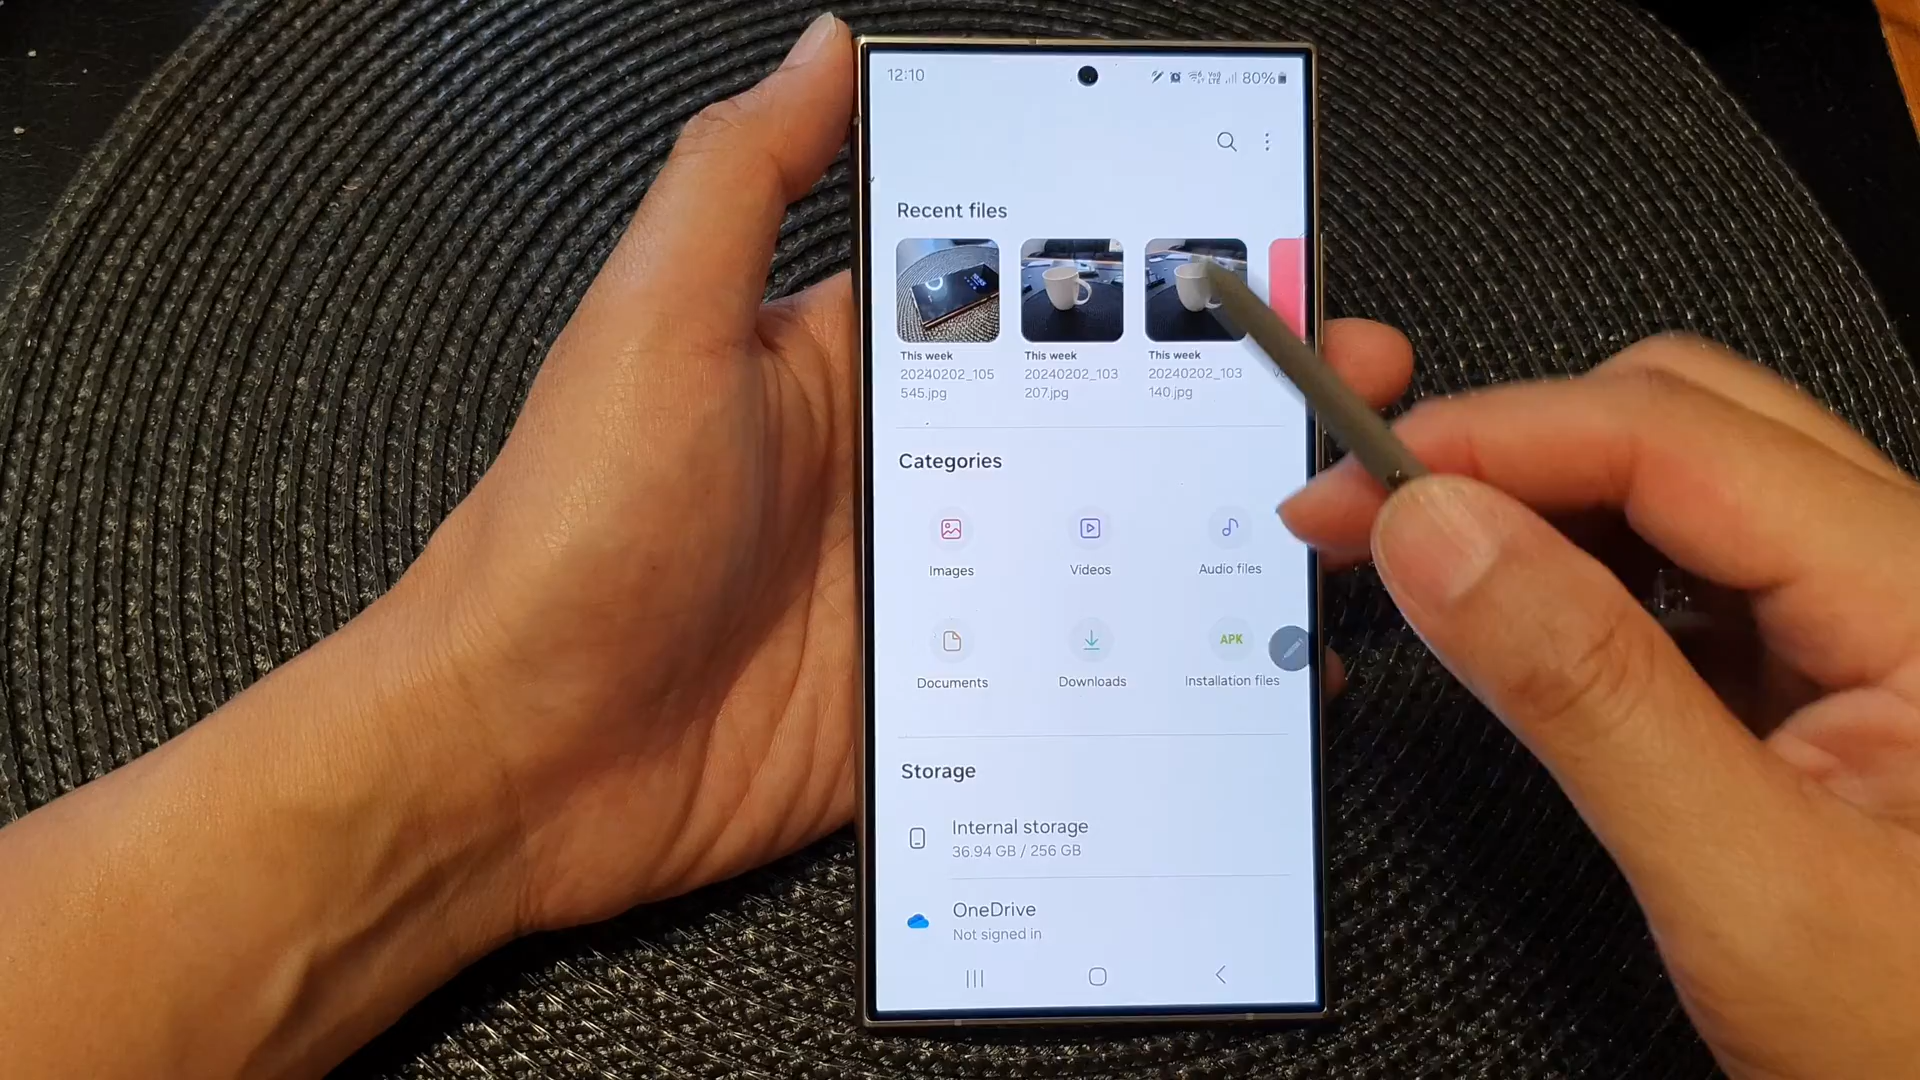 12:10
80%
Recent files
This week
20240202_105
545.jpg
This week
20240202_103
207.jpg
This week
20240202_103
140.jpg
Categories
Images
Videos
Audio files
Documents
Downloads
APK
Installation files
Storage
Internal storage
36.94 GB / 256 GB
OneDrive
Not signed in